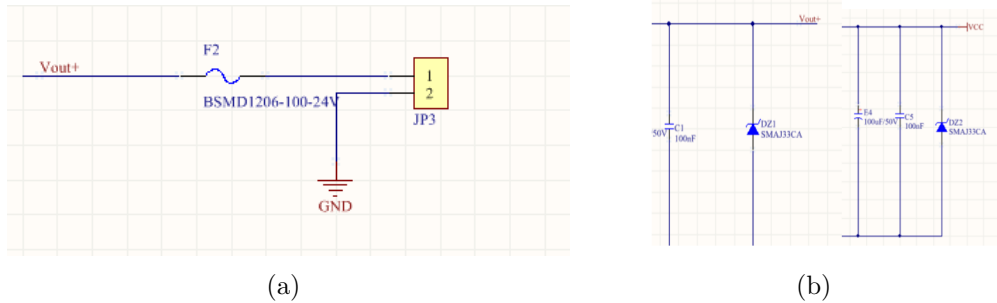 F2
Vout+
BSMD1206-100-24V
1
2
JP3
GND
(a)
Vout+
50V
C1
100nF
DZ1
SMAJ33CA
VCC
E4
100uF/50V
C5
100nF
DZ2
SMAJ33CA
(b)